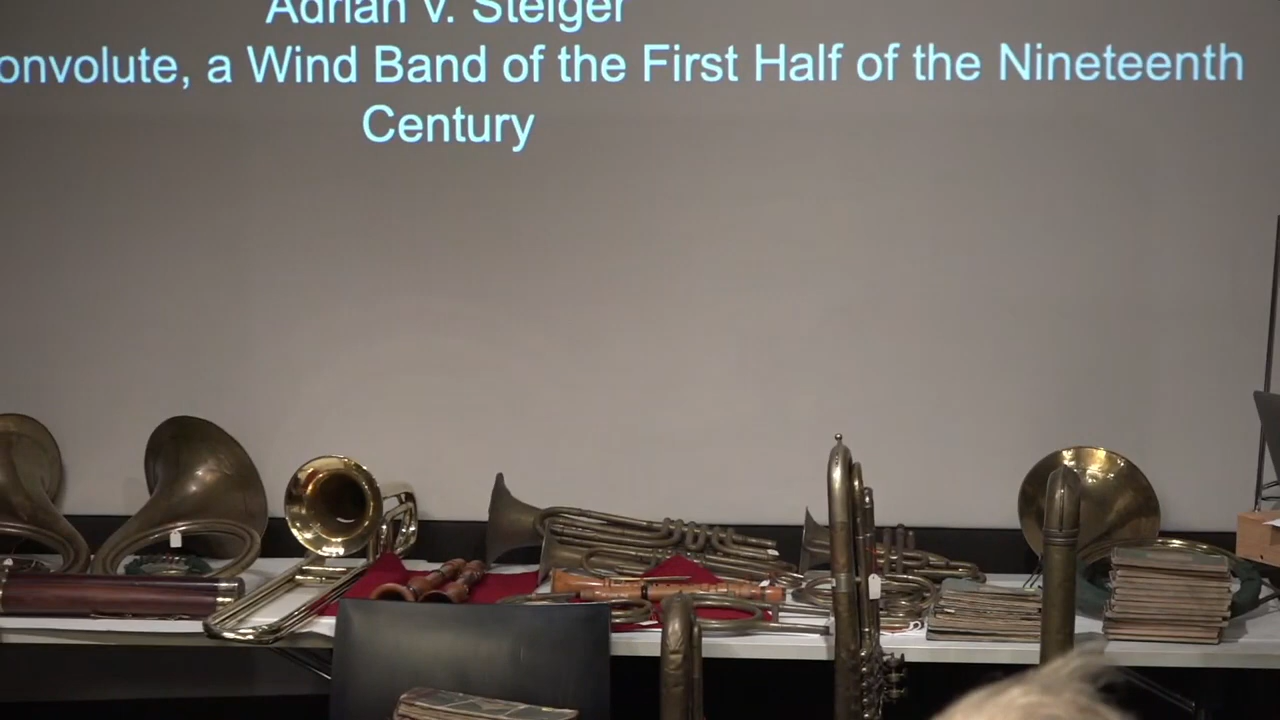 Adrian v. Steiger
onvolute, a Wind Band of the First Half of the Nineteenth
Century